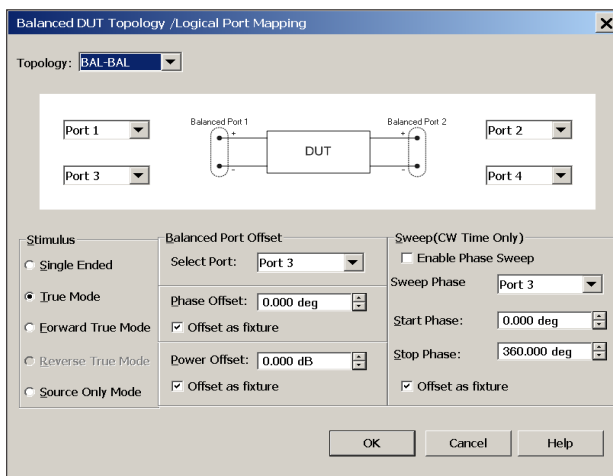 Balanced DUT Topology /Logical Port Mapping
Topology: BAL-BAL
Balanced Port 1
Balanced Port 2
Port 1
+
DUT
+
Port 2
Port 3
-
-
Port 4
Stimulus
Single Ended
True Mode
Forward True Mode
Reverse True Mode
Source Only Mode
Balanced Port Offset
Select Port: Port 3
Phase Offset: 0.000 deg
Offset as fixture
Power Offset: 0.000 dB
Offset as fixture
Sweep(CW Time Only)
Enable Phase Sweep
Sweep Phase Port 3
Start Phase: 0.000 deg
Stop Phase: 360.000 deg
Offset as fixture
OK
Cancel
Help